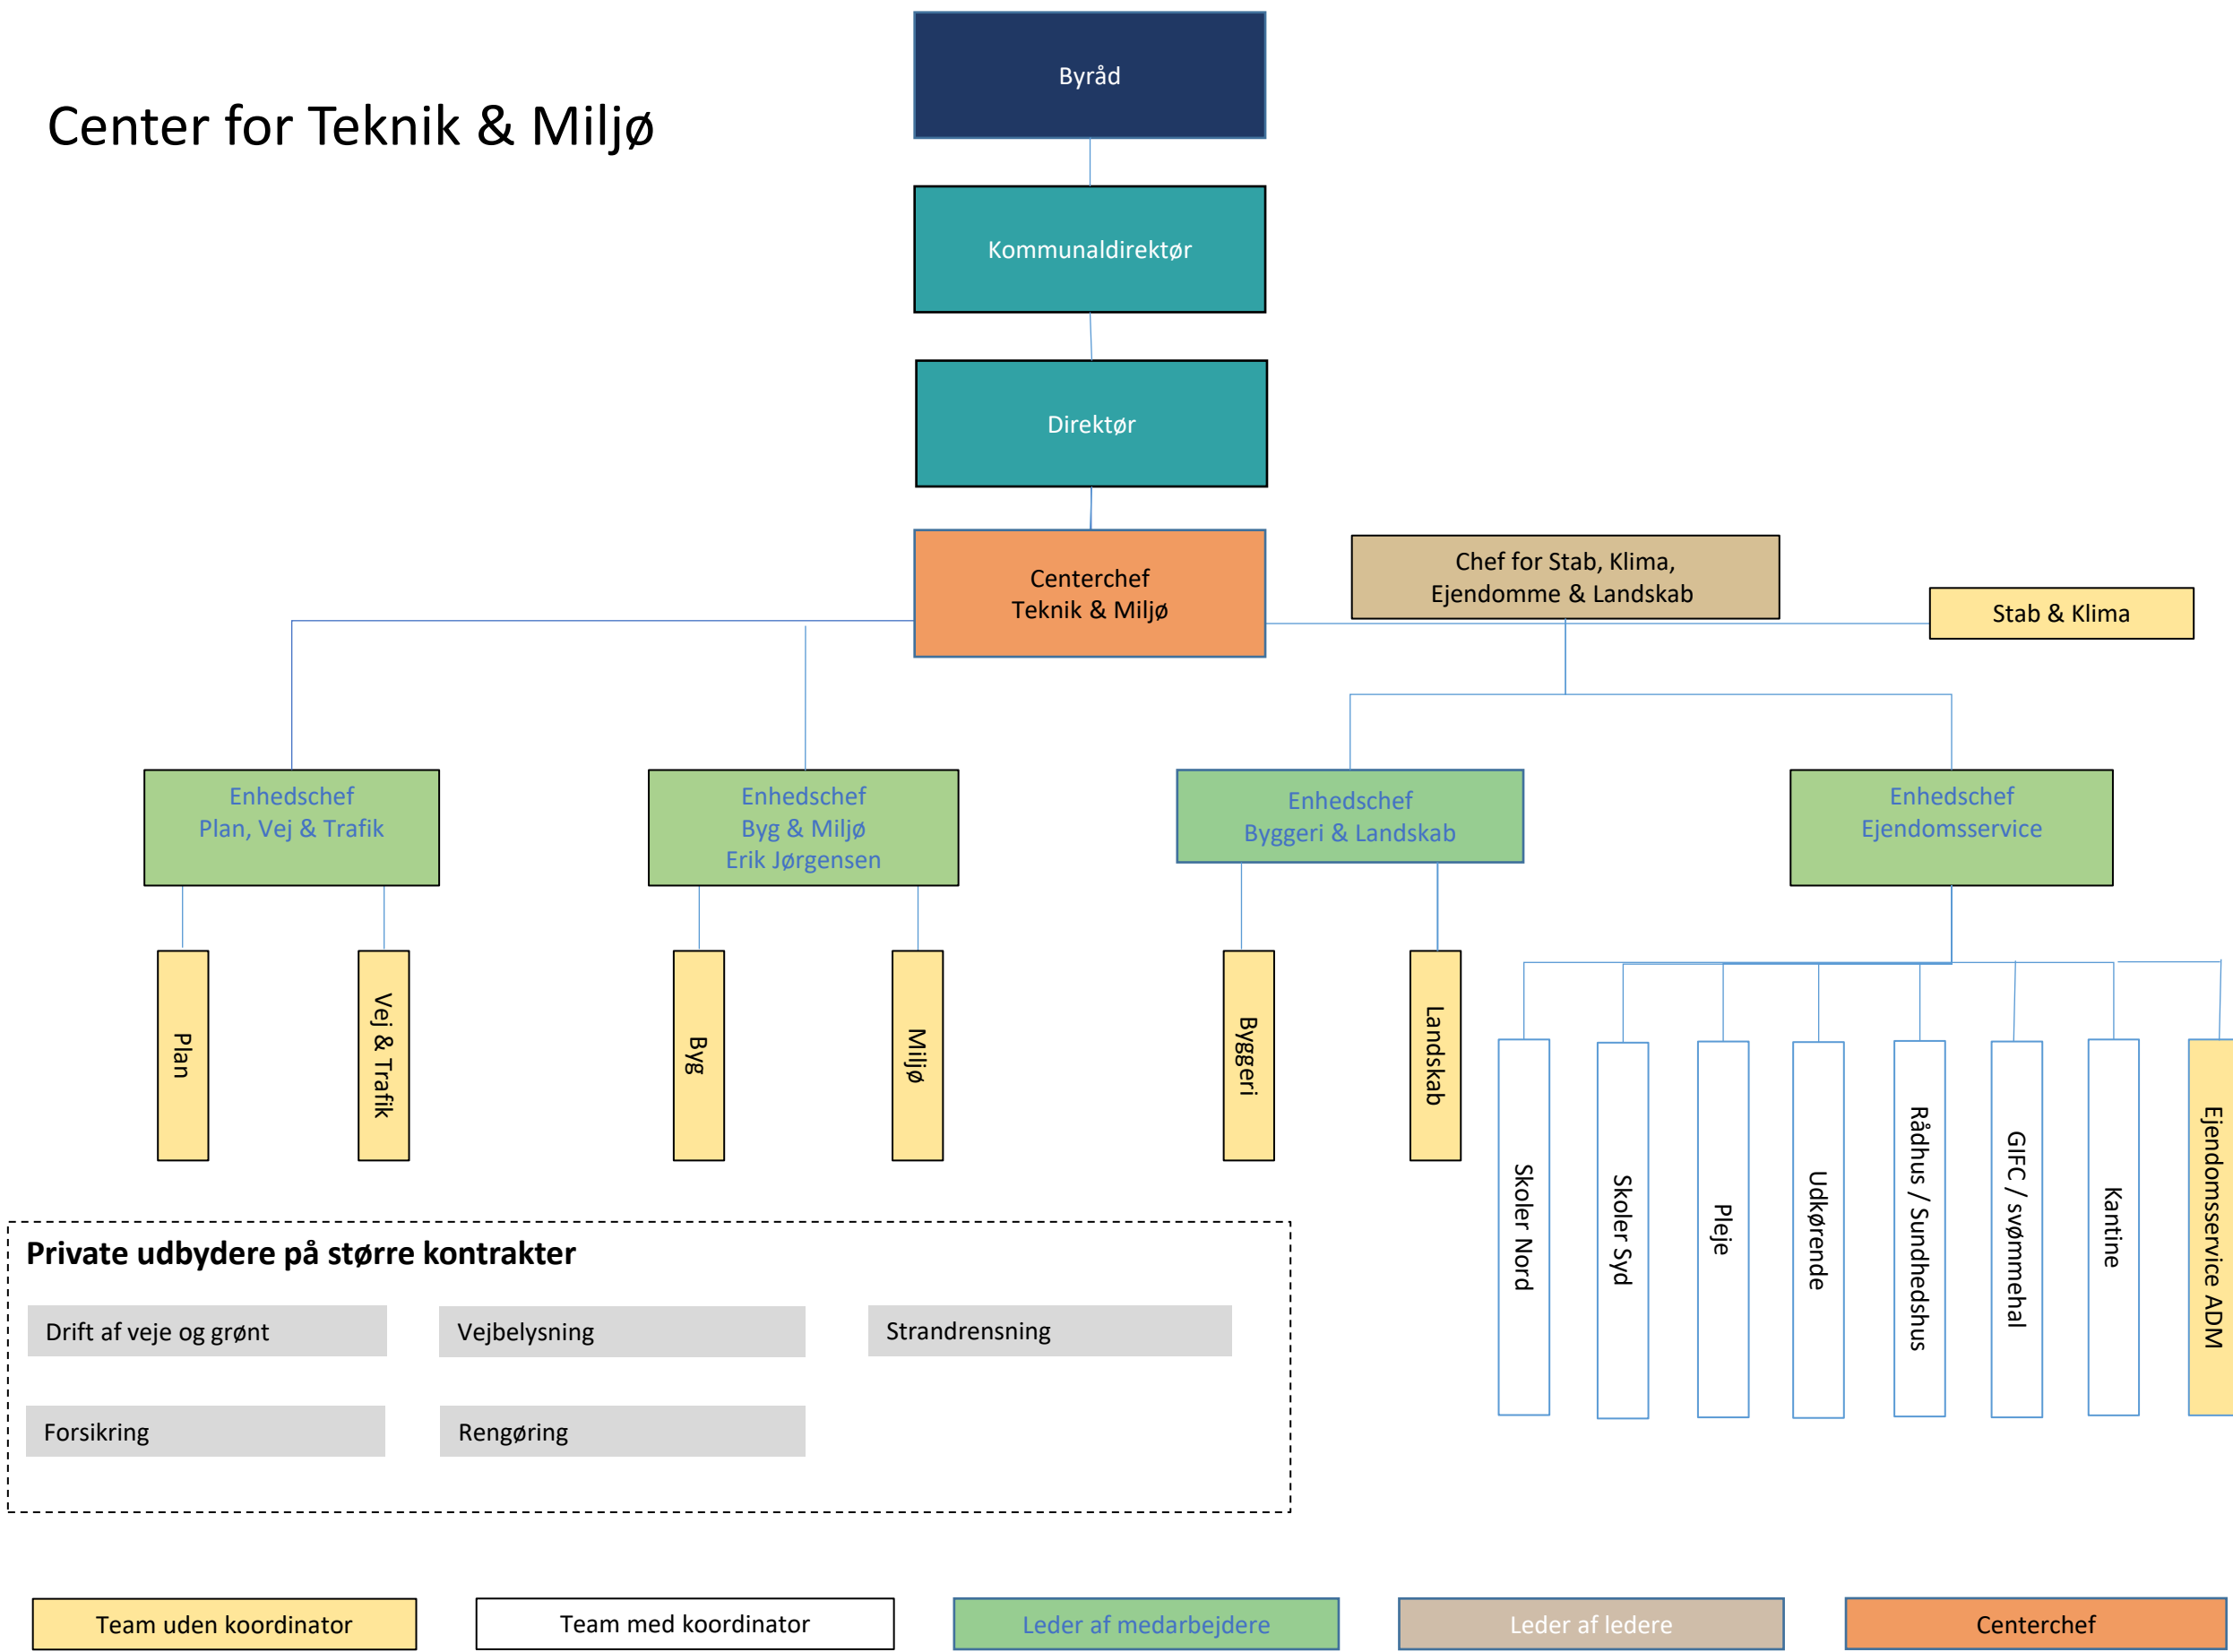 Center for Teknik & Miljø
Byråd
Kommunaldirektør
Direktør
Centerchef
Teknik & Miljø
Chef for Stab, Klima,
Ejendomme & Landskab
Stab & Klima
Enhedschef
Plan, Vej & Trafik
Enhedschef
Byg & Miljø
Erik Jørgensen
Enhedschef
Byggeri & Landskab
Enhedschef
Ejendomsservice
Plan
Vej & Trafik
Byg
Miljø
Byggeri
Landskab
Skoler Nord
Skoler Syd
Pleje
Udkørende
Rådhus / Sundhedshus
GIFC / svømmehal
Kantine
Ejendomsservice ADM
Private udbydere på større kontrakter
Drift af veje og grønt
Vejbelysning
Strandrensning
Forsikring
Rengøring
Team uden koordinator
Team med koordinator
Leder af medarbejdere
Leder af ledere
Centerchef